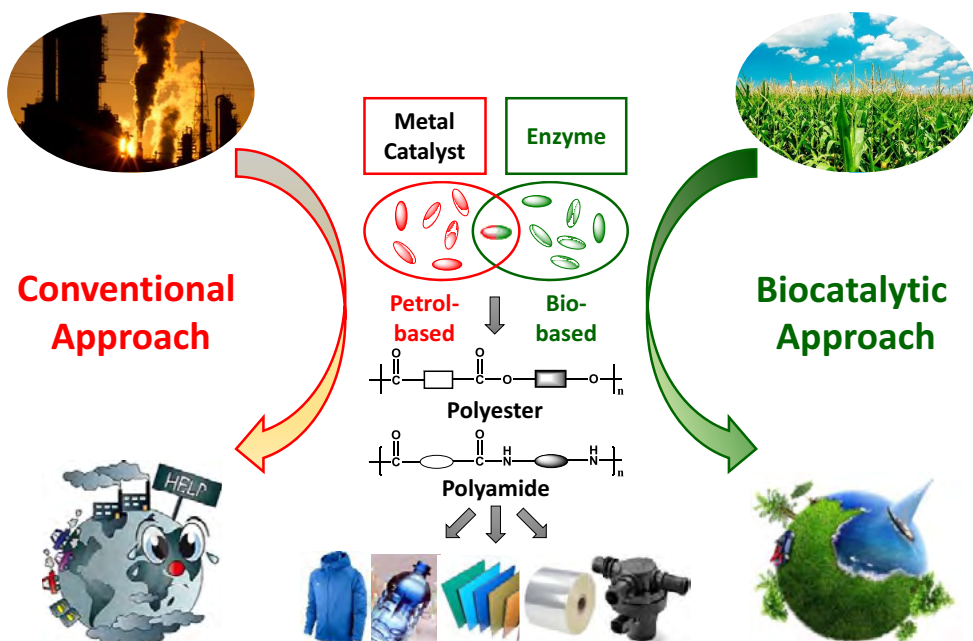 Metal
Catalyst
Enzyme
Conventional
Approach
Petrol-
based
Bio-
based
Biocatalytic
Approach
O
O
C
C
O
O
n
Polyester
O
O
H
H
C
C
N
N
n
Polyamide
HELP